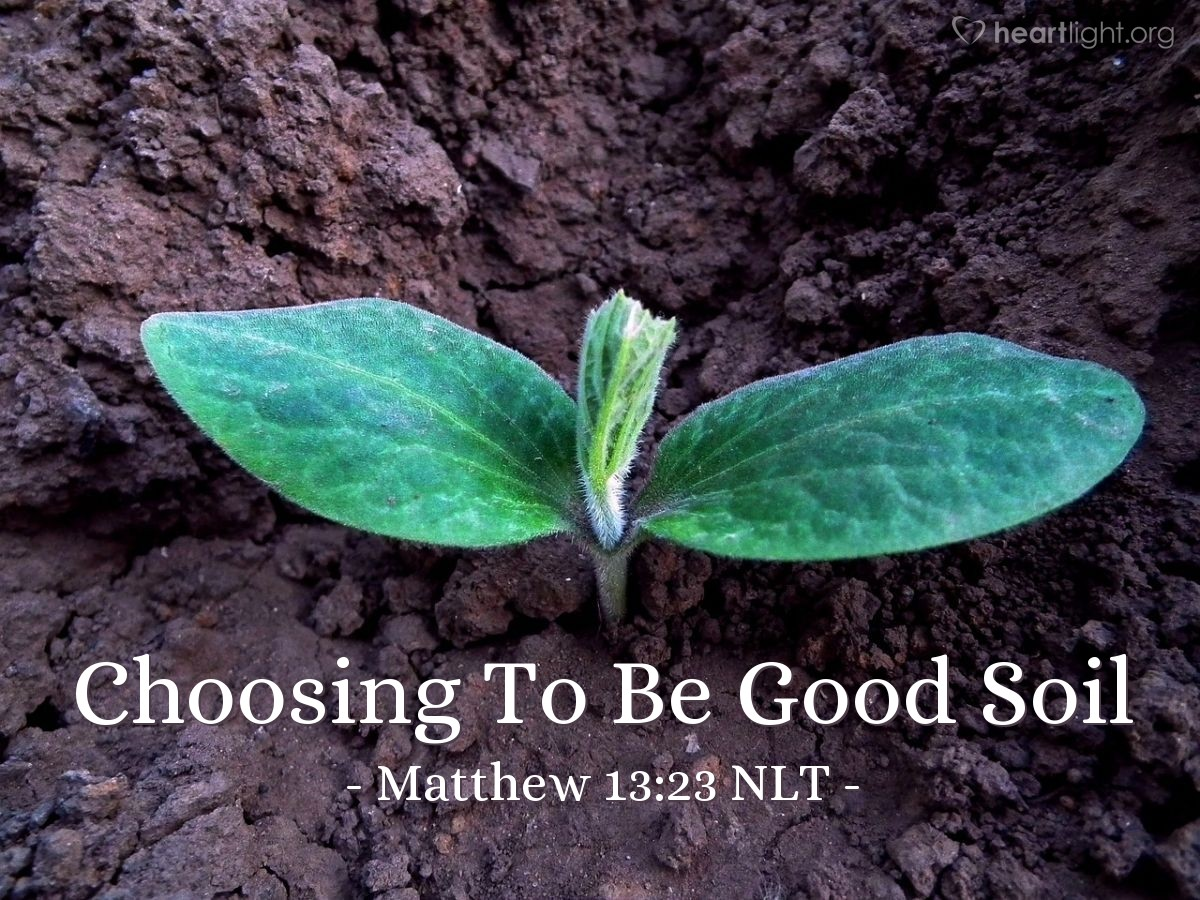 heartlight.org
Choosing To Be Good Soil
- Matthew 13:23 NLT -